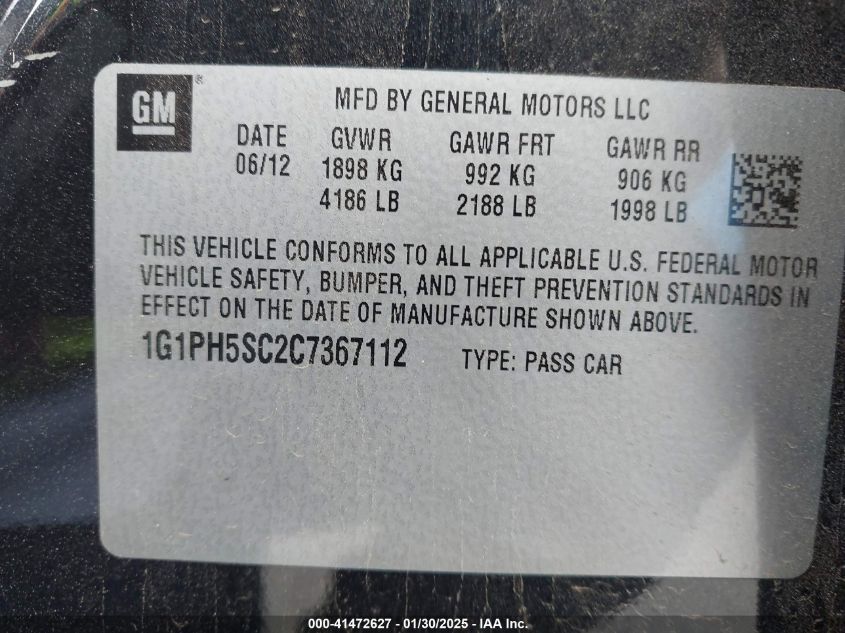 GM ®
MFD BY GENERAL MOTORS LLC
DATE GVWR GAWR FRT GAWR RR
06/12 1898 KG 992 KG 906 KG
4186 LB 2188 LB 1998 LB
THIS VEHICLE CONFORMS TO ALL APPLICABLE U.S. FEDERAL MOTOR
VEHICLE SAFETY, BUMPER, AND THEFT PREVENTION STANDARDS IN
EFFECT ON THE DATE OF MANUFACTURE SHOWN ABOVE.
1G1PH5SC2C7367112 TYPE: PASS CAR
000-41472627 - 01/30/2025 - IAA Inc.